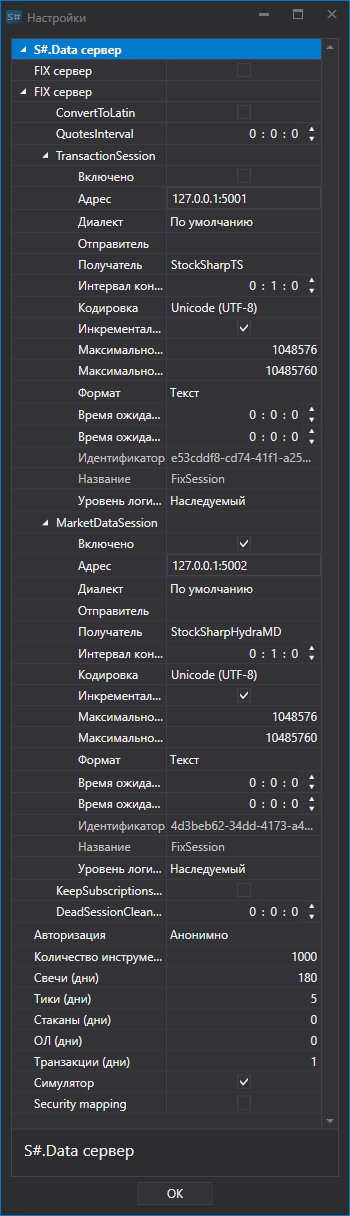 S# Настройки
S#.Data сервер
FIX сервер
FIX сервер
ConvertToLatin
QuotesInterval 0 : 0 : 0
TransactionSession
Включено
Адрес 127.0.0.1:5001
Диалект По умолчанию
Отправитель
Получатель StockSharpTS
Интервал кон... 0 : 1 : 0
Кодировка Unicode (UTF-8)
Инкременталь...
Максимально... 1048576
Максимально... 10485760
Формат Текст
Время ожида... 0 : 0 : 0
Время ожида... 0 : 0 : 0
Идентификатор e53cddf8-cd74-41f1-a25...
Название FixSession
Уровень логи... Наследуемый
MarketDataSession
Включено
Адрес 127.0.0.1:5002
Диалект По умолчанию
Отправитель
Получатель StockSharpHydraMD
Интервал кон... 0 : 1 : 0
Кодировка Unicode (UTF-8)
Инкрементал...
Максимально... 1048576
Максимально... 10485760
Формат Текст
Время ожида... 0 : 0 : 0
Время ожида... 0 : 0 : 0
Идентификатор 4d3beb62-34dd-4173-a4...
Название FixSession
Уровень логи... Наследуемый
KeepSubscriptions...
DeadSessionClean... 0 : 0 : 0
Авторизация Анонимно
Количество инструме... 1000
Свечи (дни) 180
Тики (дни) 5
Стаканы (дни) 0
ОЛ (дни) 0
Транзакции (дни) 1
Симулятор
Security mapping
S#.Data сервер
OK